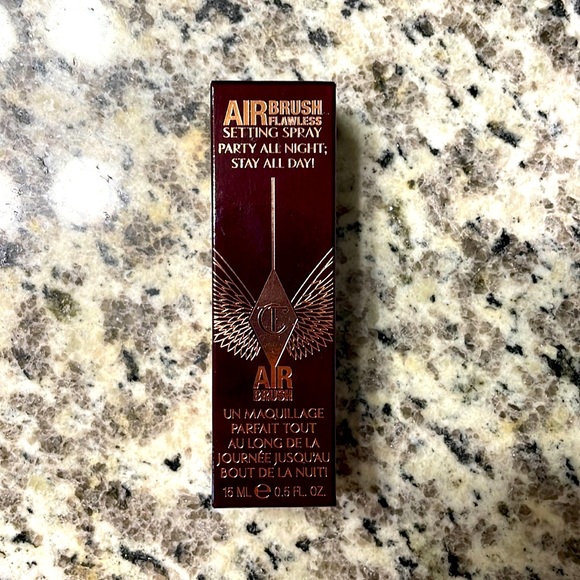 AIRBRUSH
FLAWLESS
SETTING SPRAY
PARTY ALL NIGHT;
STAY ALL DAY!
CT
AIR
BRUSH
UN MAQUILLAGE
PARFAIT TOUT
AU LONG DE LA
JOURNÉE JUSQU'AU
BOUT DE LA NUIT!
15 ML ℮ 0.5 FL. OZ.